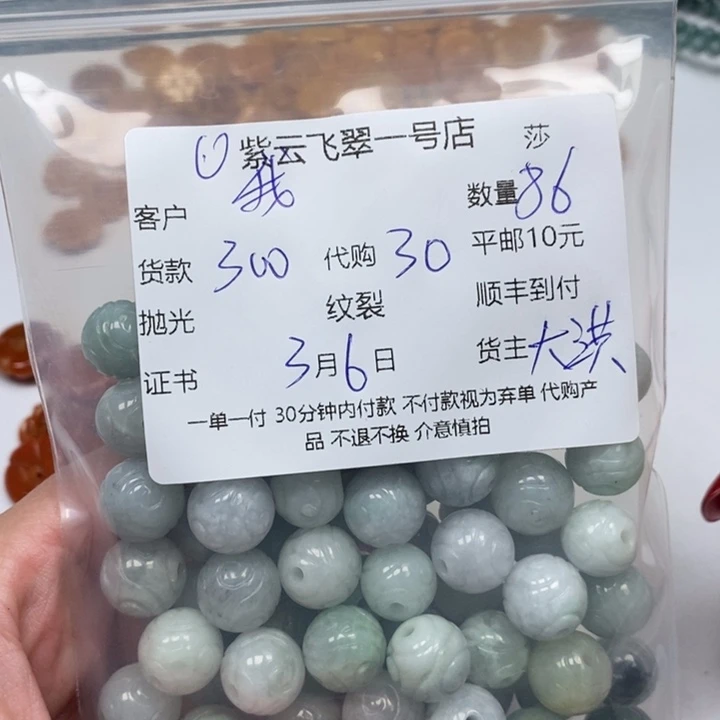 紫云飞翠一号店 莎
客户 我 数量86
货款 300 代购 30 平邮10元
抛光 纹裂 顺丰到付
证书 3月6日 货主大洪
一单一付 30分钟内付款 不付款视为弃单 代购产
品 不退不换 介意慎拍